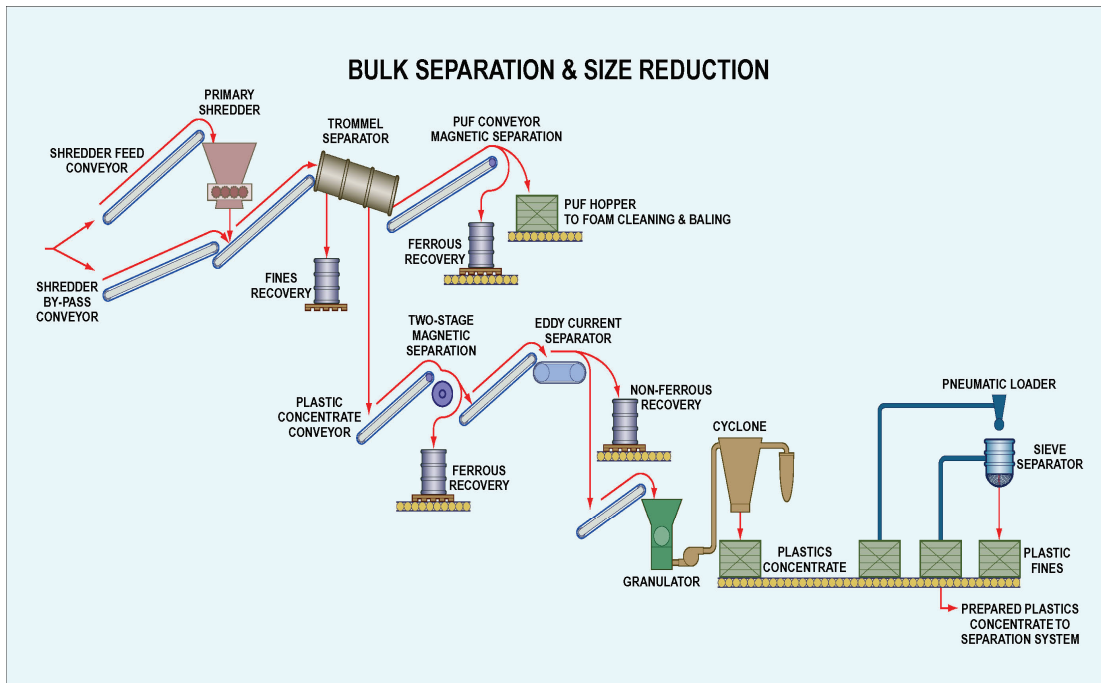 BULK SEPARATION & SIZE REDUCTION
PRIMARY
SHREDDER
SHREDDER FEED
CONVEYOR
TROMMEL
SEPARATOR
PUF CONVEYOR
MAGNETIC SEPARATION
PUF HOPPER
TO FOAM CLEANING & BALING
FERROUS
RECOVERY
FINES
RECOVERY
SHREDDER
BY-PASS
CONVEYOR
TWO-STAGE
MAGNETIC
SEPARATION
EDDY CURRENT
SEPARATOR
NON-FERROUS
RECOVERY
PLASTIC
CONCENTRATE
CONVEYOR
FERROUS
RECOVERY
CYCLONE
PNEUMATIC LOADER
SIEVE
SEPARATOR
GRANULATOR
PLASTICS
CONCENTRATE
PLASTIC
FINES
PREPARED PLASTICS
CONCENTRATE TO
SEPARATION SYSTEM